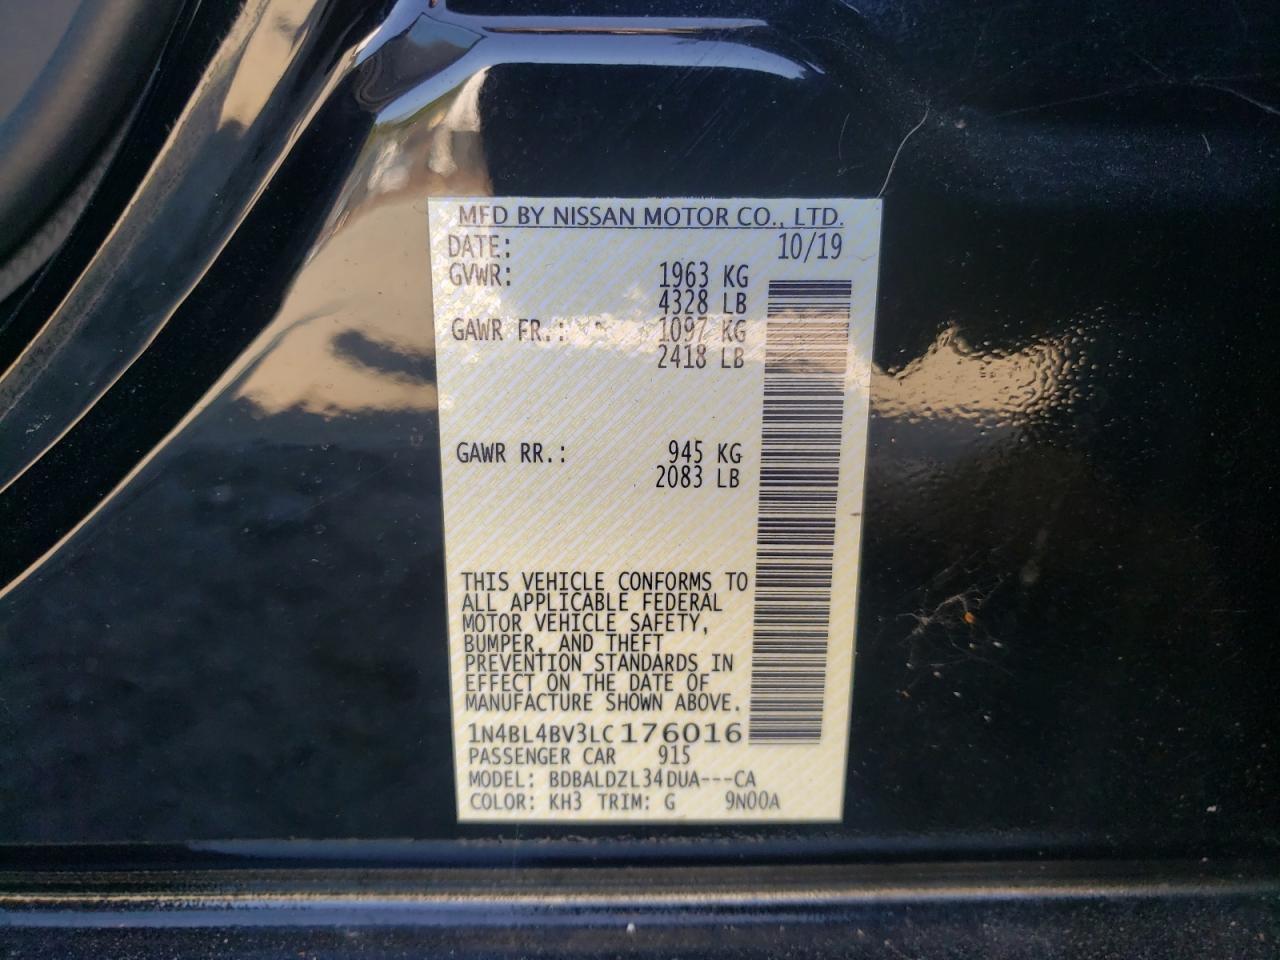 MFD BY NISSAN MOTOR CO., LTD.
DATE: 10/19
GVWR: 1963 KG
4328 LB
GAWR FR.: 1097 KG
2418 LB
GAWR RR.: 945 KG
2083 LB
THIS VEHICLE CONFORMS TO
ALL APPLICABLE FEDERAL
MOTOR VEHICLE SAFETY,
BUMPER, AND THEFT
PREVENTION STANDARDS IN
EFFECT ON THE DATE OF
MANUFACTURE SHOWN ABOVE.
1N4BL4BV3LC176016
PASSENGER CAR 915
MODEL: BDBALDZL34DUA---CA
COLOR: KH3 TRIM: G 9N00A